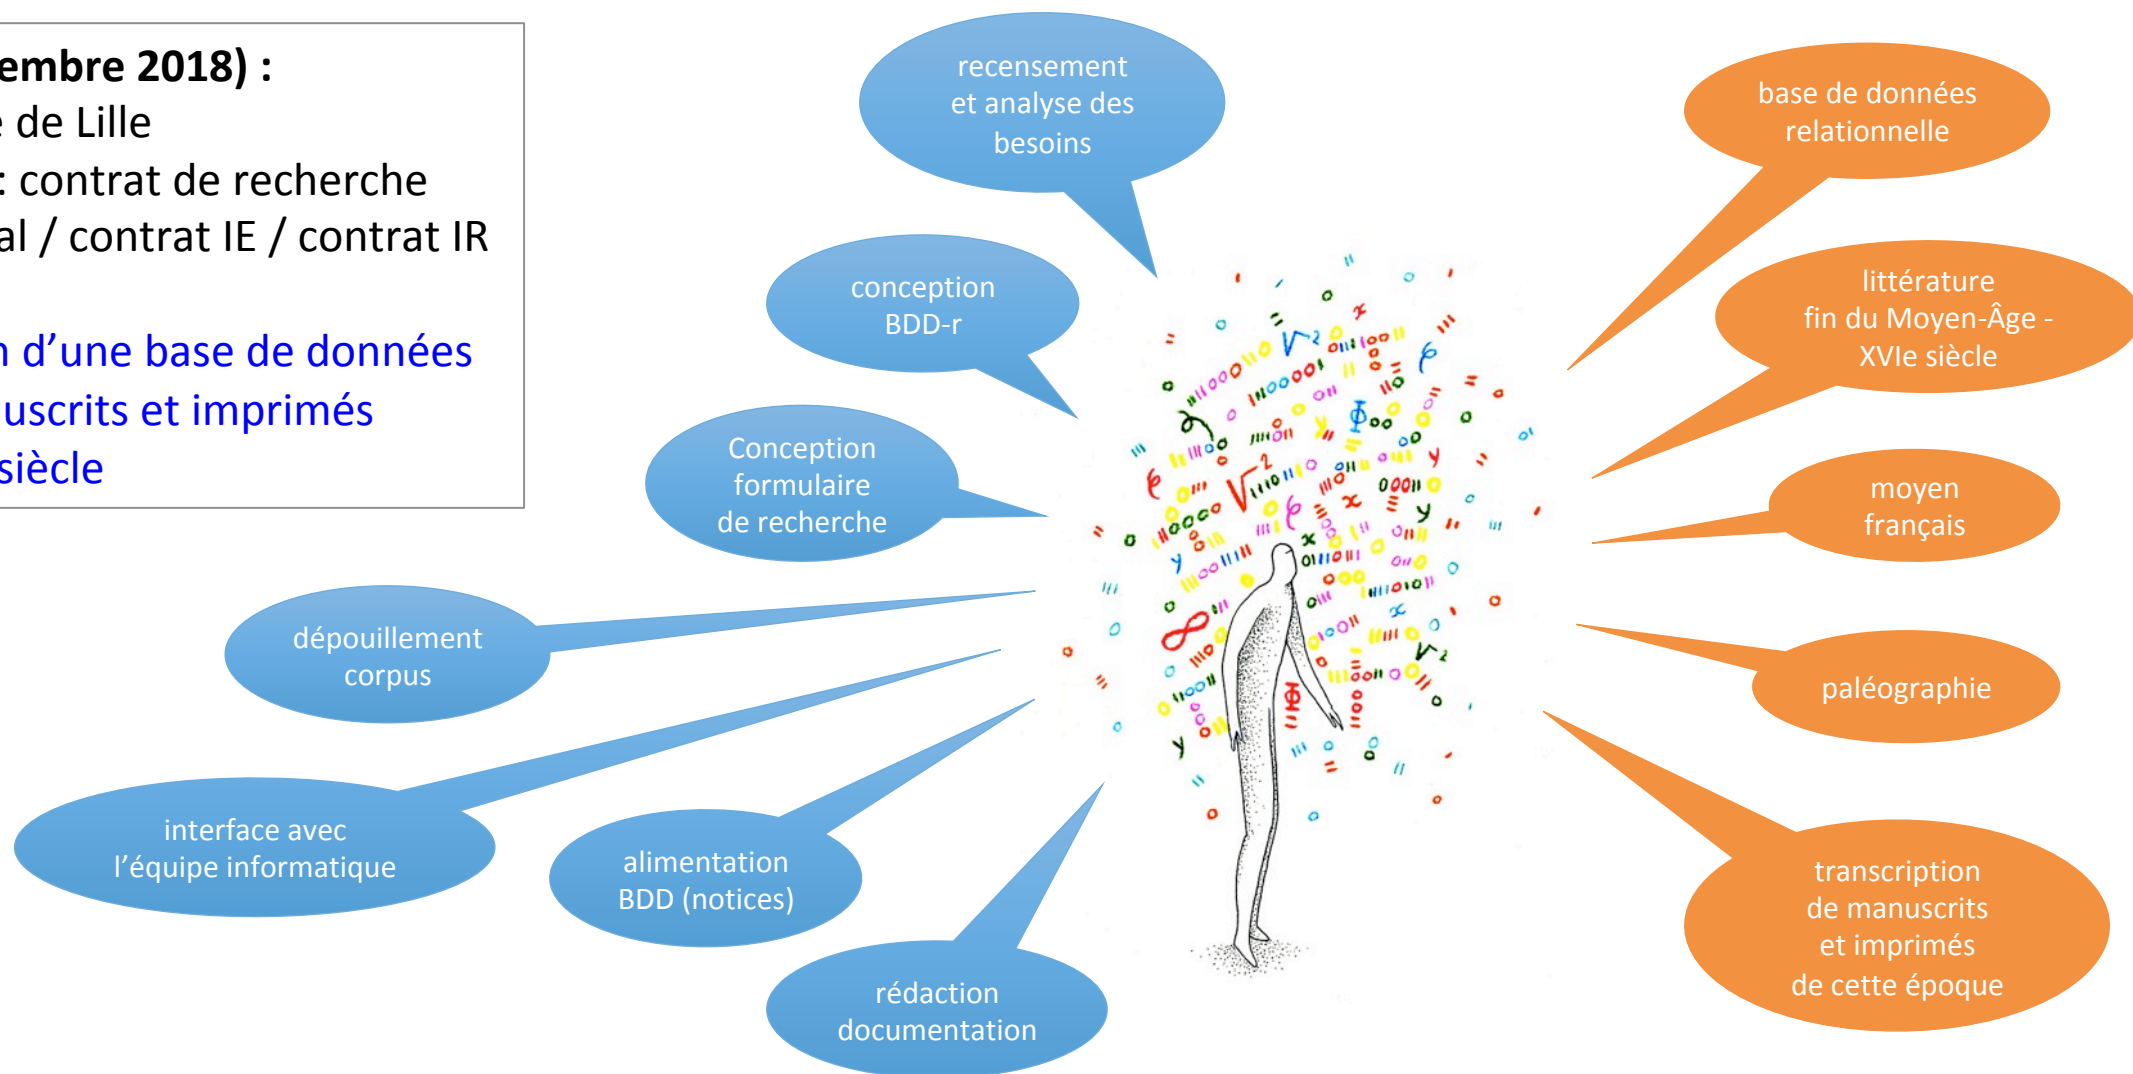 embre 2018) :
de Lille
: contrat de recherche
al / contrat IE / contrat IR
d’une base de données
uscrits et imprimés
siècle
recensement
et analyse des
besoins
conception
BDD-r
Conception
formulaire
de recherche
dépouillement
corpus
interface avec
l’équipe informatique
alimentation
BDD (notices)
rédaction
documentation
base de données
relationnelle
littérature
fin du Moyen-Âge -
XVIe siècle
moyen
français
paléographie
transcription
de manuscrits
et imprimés
de cette époque